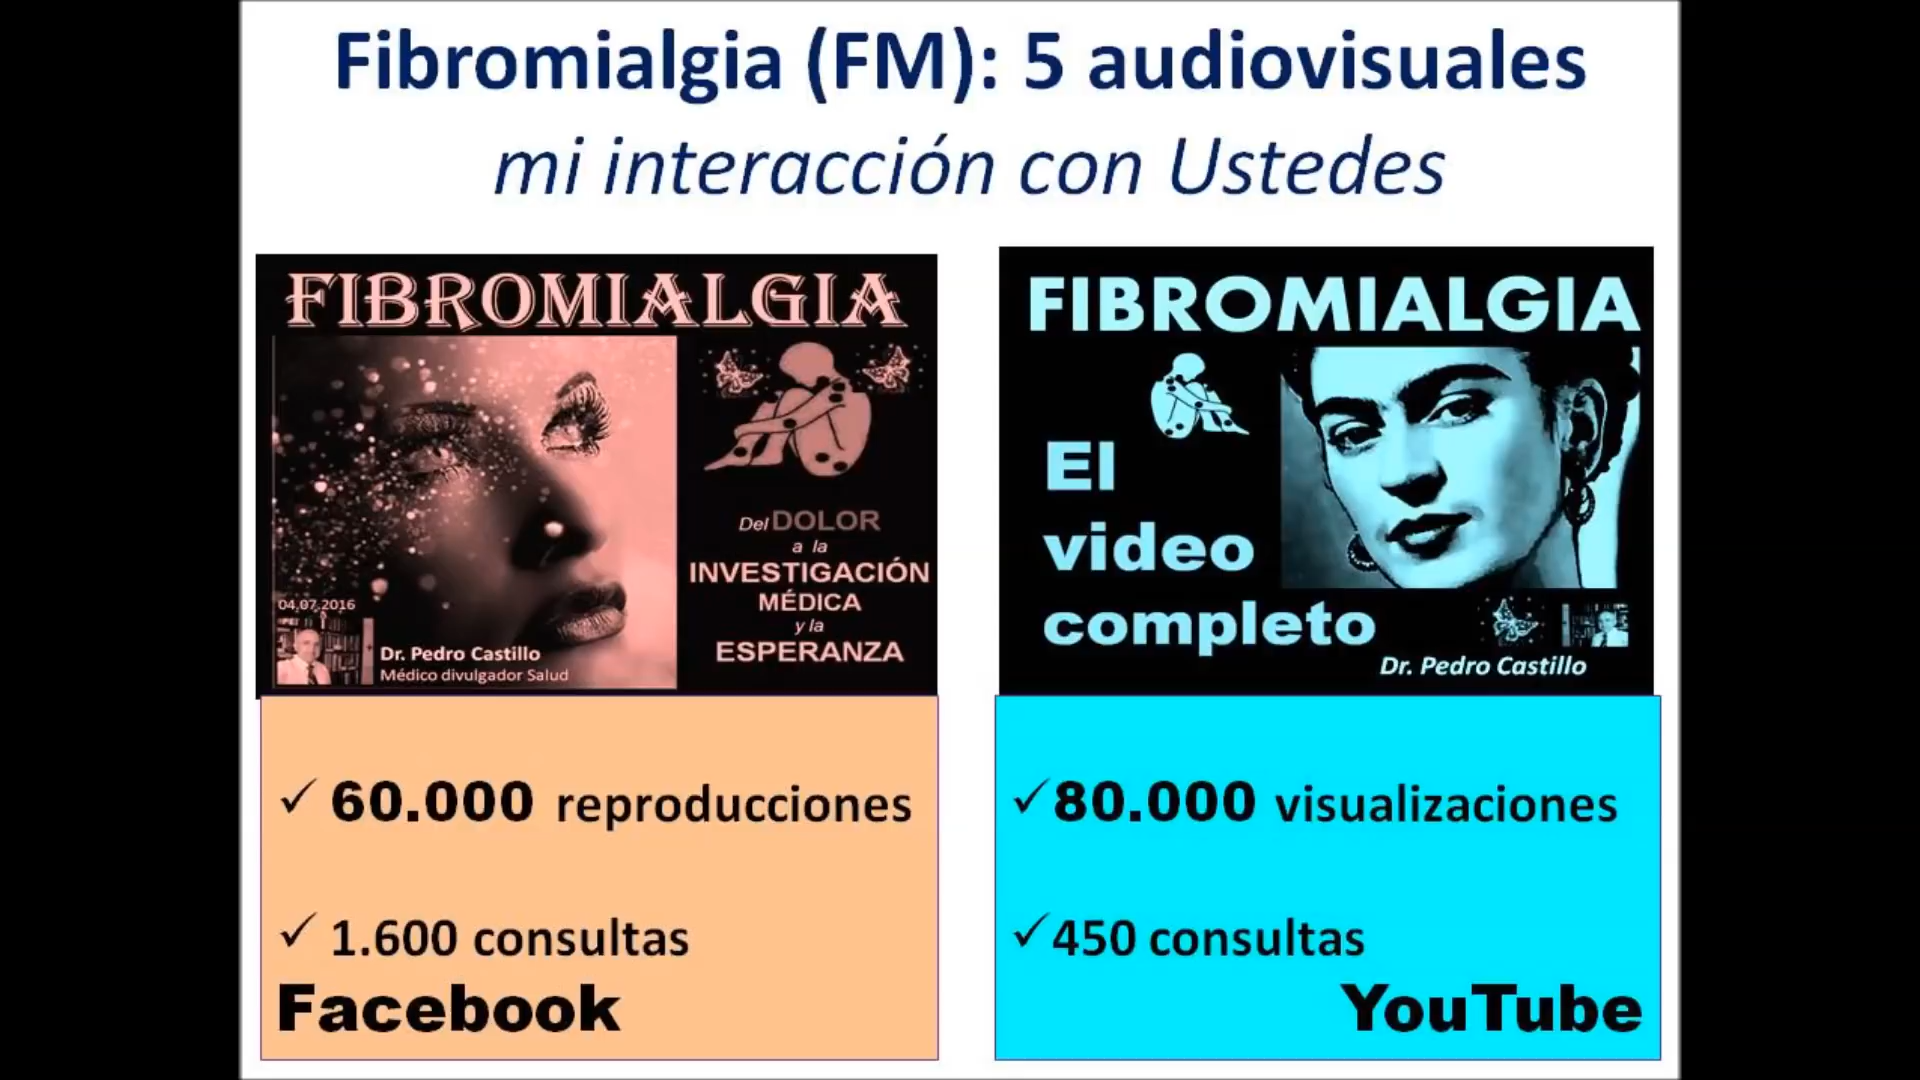 Fibromialgia (FM): 5 audiovisuales
mi interacción con Ustedes
FIBROMIALGIA
Del DOLOR
a la
INVESTIGACIÓN
MÉDICA
y la
ESPERANZA
04.07.2016
Dr. Pedro Castillo
Médico divulgador Salud
✓ 60.000 reproducciones
✓ 1.600 consultas
Facebook
FIBROMIALGIA
El
video
completo
Dr. Pedro Castillo
✓80.000 visualizaciones
✓450 consultas
YouTube